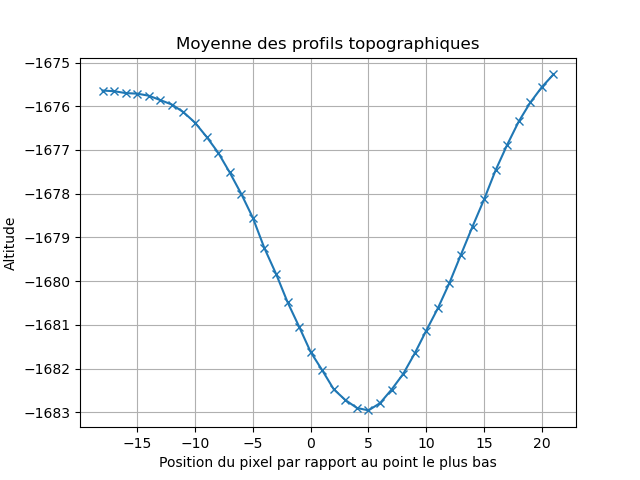 Moyenne des profils topographiques
Altitude
−1675
−1676
−1677
−1678
−1679
−1680
−1681
−1682
−1683
−15 −10 −5 0 5 10 15 20
Position du pixel par rapport au point le plus bas